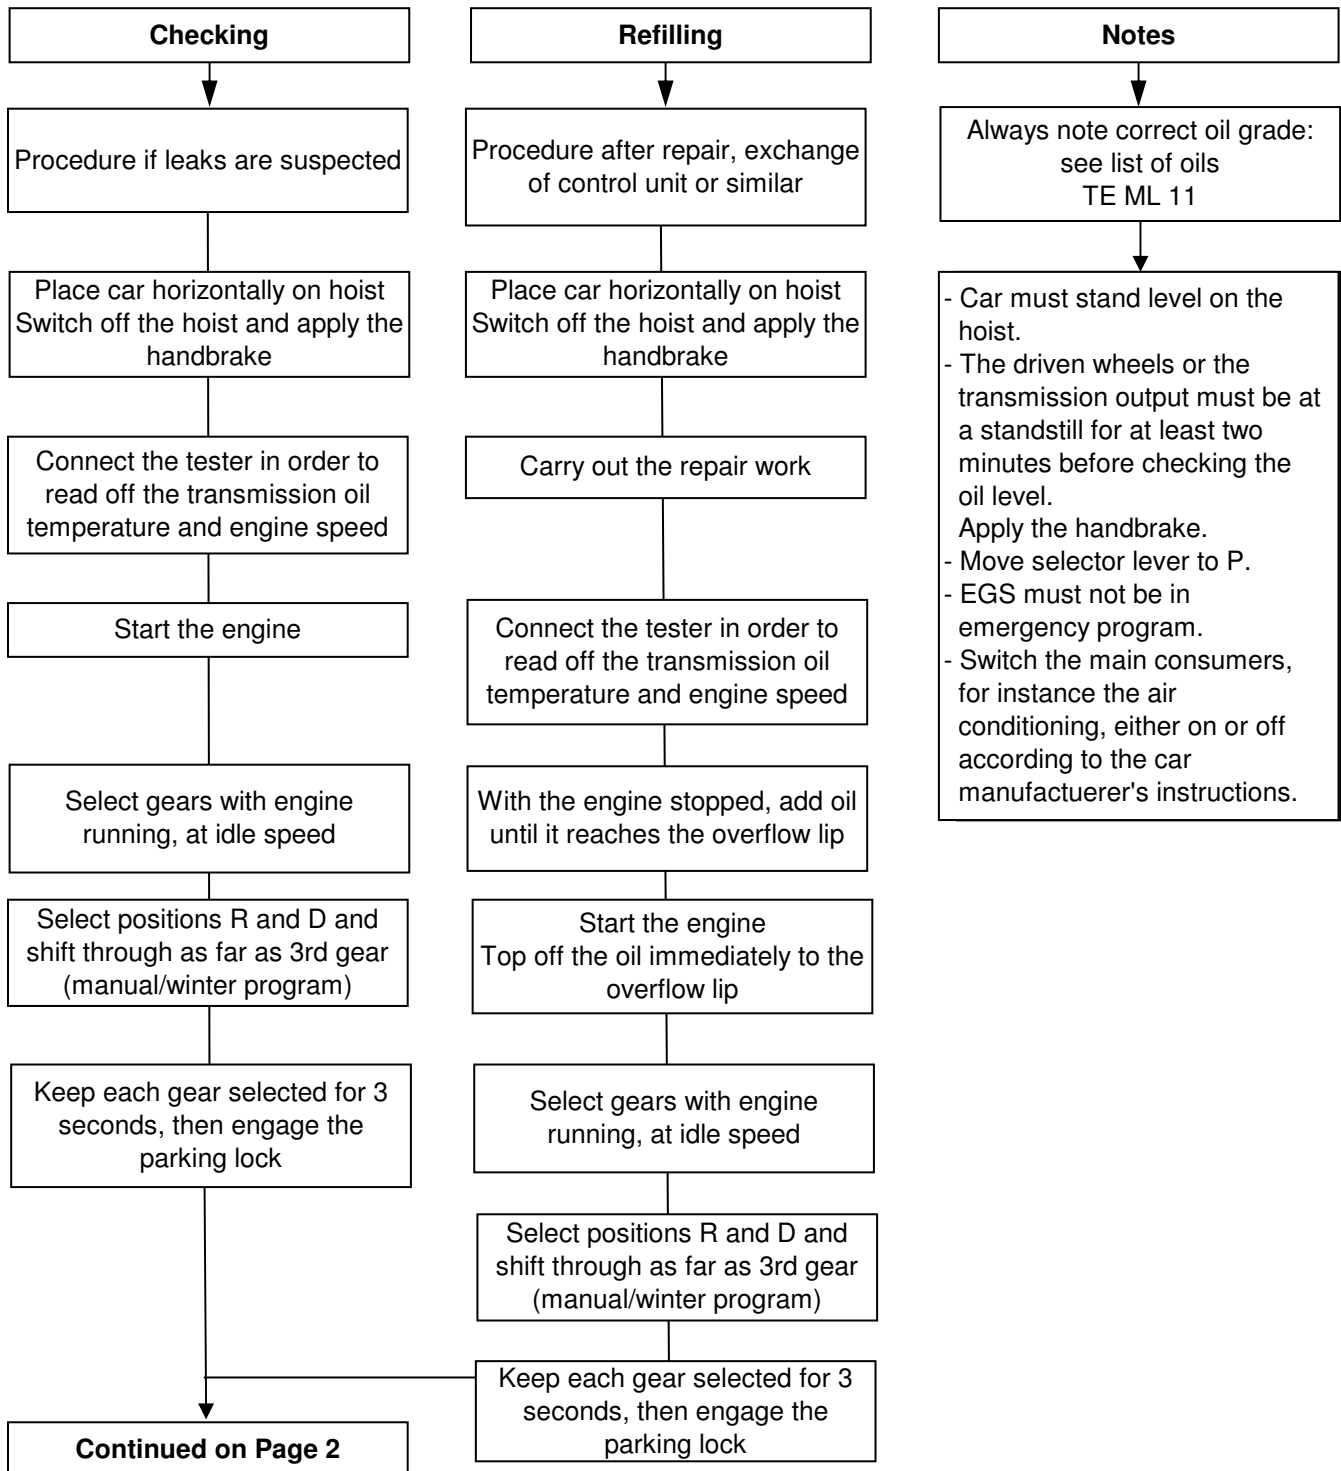 Checking
Procedure if leaks are suspected
Place car horizontally on hoist
Switch off the hoist and apply the
handbrake
Connect the tester in order to
read off the transmission oil
temperature and engine speed
Start the engine
Select gears with engine
running, at idle speed
Select positions R and D and
shift through as far as 3rd gear
(manual/winter program)
Keep each gear selected for 3
seconds, then engage the
parking lock
Continued on Page 2
Refilling
Procedure after repair, exchange
of control unit or similar
Place car horizontally on hoist
Switch off the hoist and apply the
handbrake
Carry out the repair work
Connect the tester in order to
read off the transmission oil
temperature and engine speed
With the engine stopped, add oil
until it reaches the overflow lip
Start the engine
Top off the oil immediately to the
overflow lip
Select gears with engine
running, at idle speed
Select positions R and D and
shift through as far as 3rd gear
(manual/winter program)
Keep each gear selected for 3
seconds, then engage the
parking lock
Notes
Always note correct oil grade:
see list of oils
TE ML 11
- Car must stand level on the
hoist.
- The driven wheels or the
transmission output must be at
a standstill for at least two
minutes before checking the
oil level.
Apply the handbrake.
- Move selector lever to P.
- EGS must not be in
emergency program.
- Switch the main consumers,
for instance the air
conditioning, either on or off
according to the car
manufactuerer's instructions.